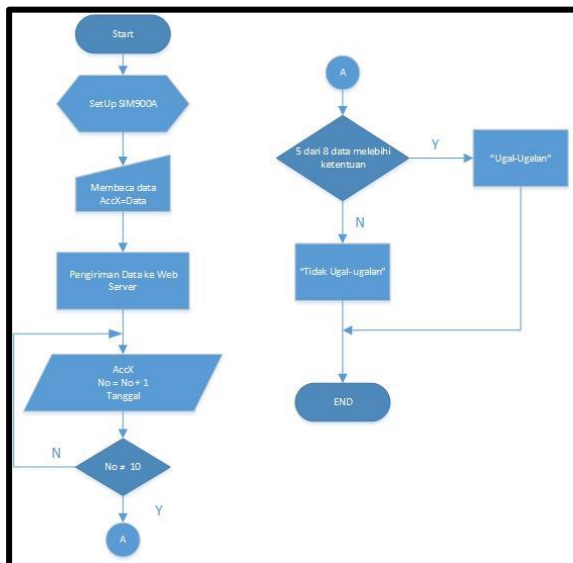 Start
SetUp SIM900A
Membaca data
AccX=Data
Pengiriman Data ke Web
Server
AccX
No = No + 1
Tanggal
N
No ≠ 10
Y
A
A
5 dari 8 data melebihi
ketentuan
Y
"Ugal-Ugalan"
N
"Tidak Ugal-ugalan"
END